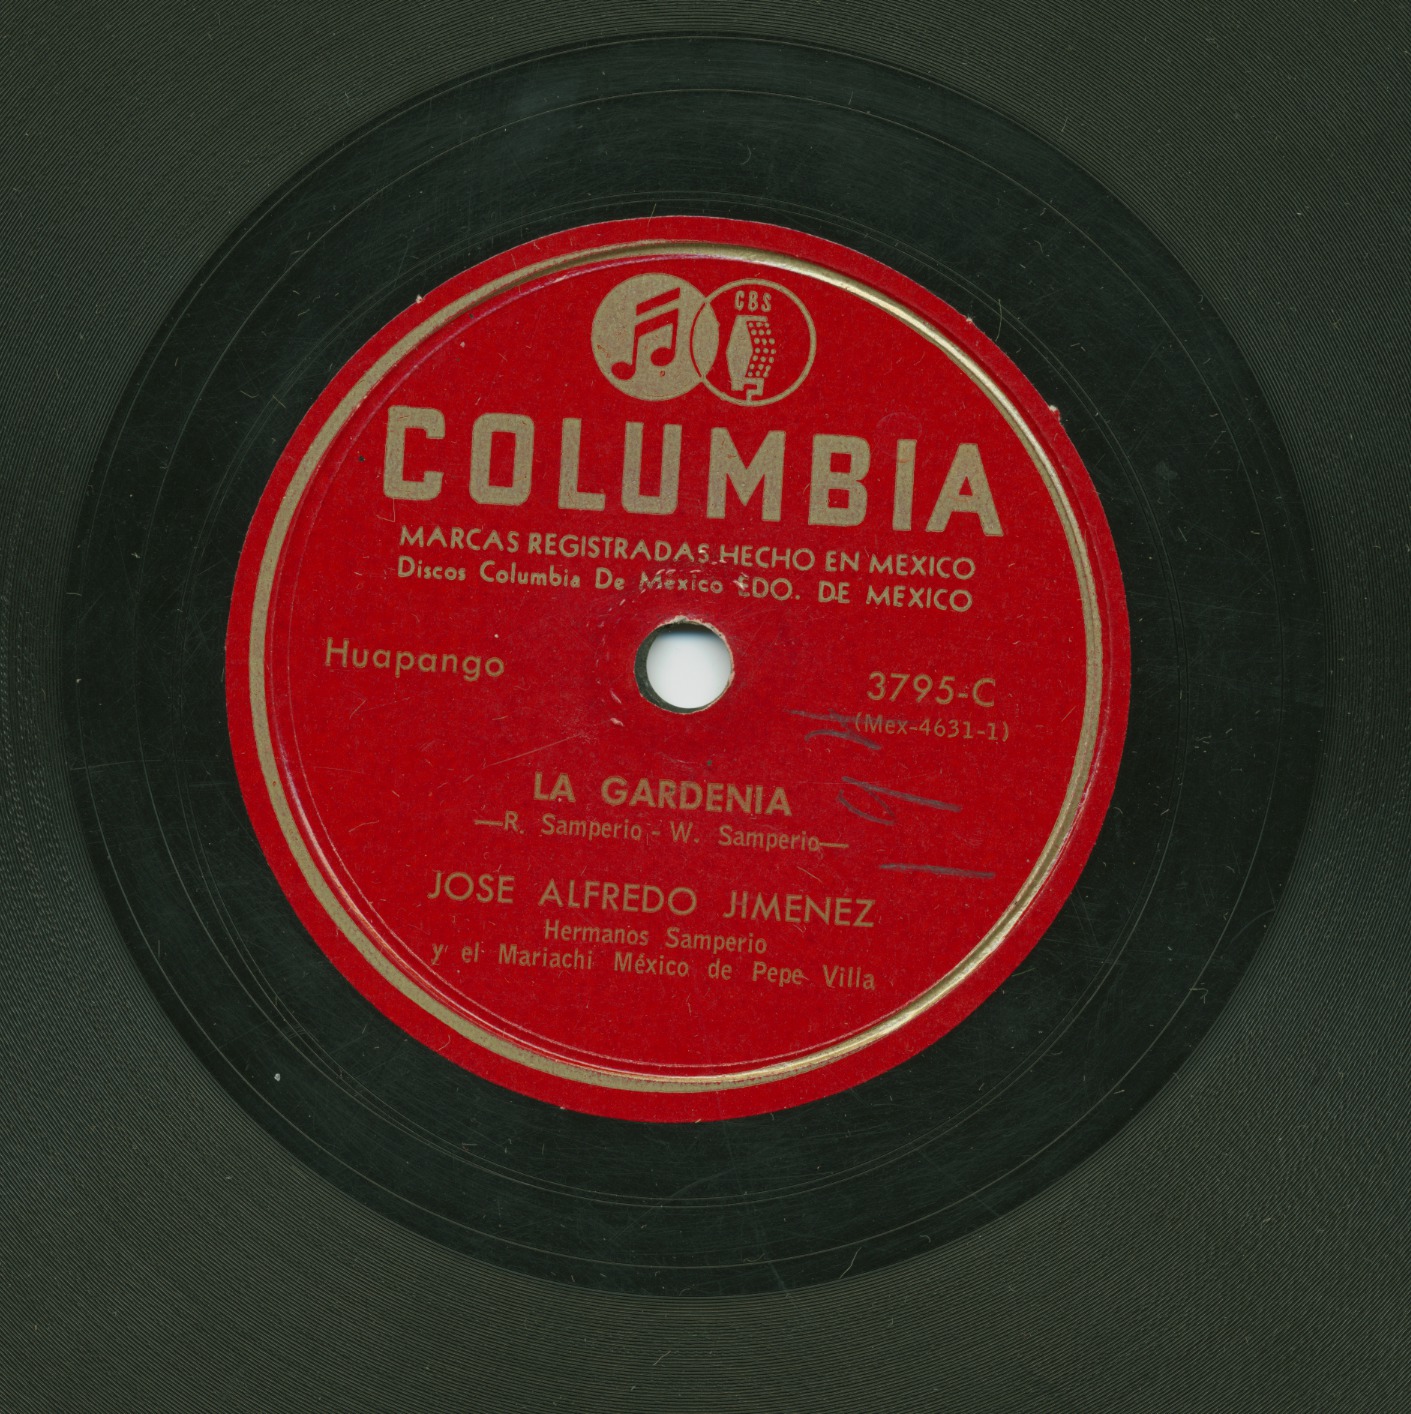 CBS
COLUMBIA
MARCAS REGISTRADAS HECHO EN MEXICO
Discos Columbia De México EDO. DE MEXICO
Huapango
3795-C
(Mex-4631-1)
LA GARDENIA
—R. Samperio - W. Samperio—
JOSE ALFREDO JIMENEZ
Hermanos Samperio
y el Mariachi México de Pepe Villa